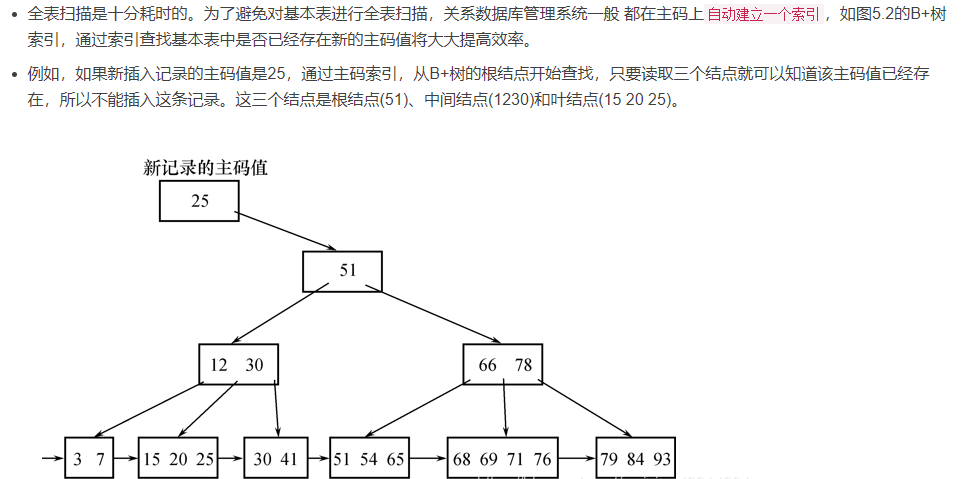 全表扫描是十分耗时的。为了避免对基本表进行全表扫描，关系数据库管理系统一般 都在主码上 自动建立一个索引 ，如图5.2的B+树
索引，通过索引查找基本表中是否已经存在新的主码值将大大提高效率。
例如，如果新插入记录的主码值是25，通过主码索引，从B+树的根结点开始查找，只要读取三个结点就可以知道该主码值已经存
在，所以不能插入这条记录。这三个结点是根结点(51)、中间结点(1230)和叶结点(15 20 25)。
新记录的主码值
25
51
12 30
66 78
3 7
15 20 25
30 41
51 54 65
68 69 71 76
79 84 93